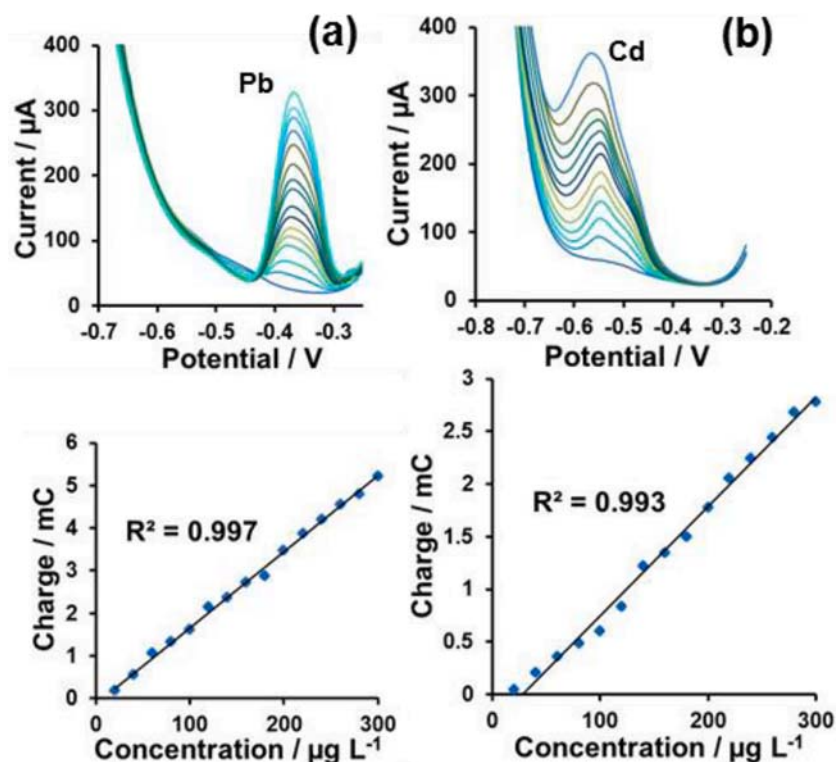 (a)
Pb
400
300
200
100
0
Current / µA
-0.7 -0.6 -0.5 -0.4 -0.3
Potential / V
(b)
Cd
400
300
200
100
0
Current / µA
-0.8 -0.7 -0.6 -0.5 -0.4 -0.3 -0.2
Potential / V
6
5
4
3
2
1
0
Charge / mC
R² = 0.997
0 100 200 300
Concentration / µg L⁻¹
3
2.5
2
1.5
1
0.5
0
Charge / mC
R² = 0.993
0 100 200 300
Concentration / µg L⁻¹